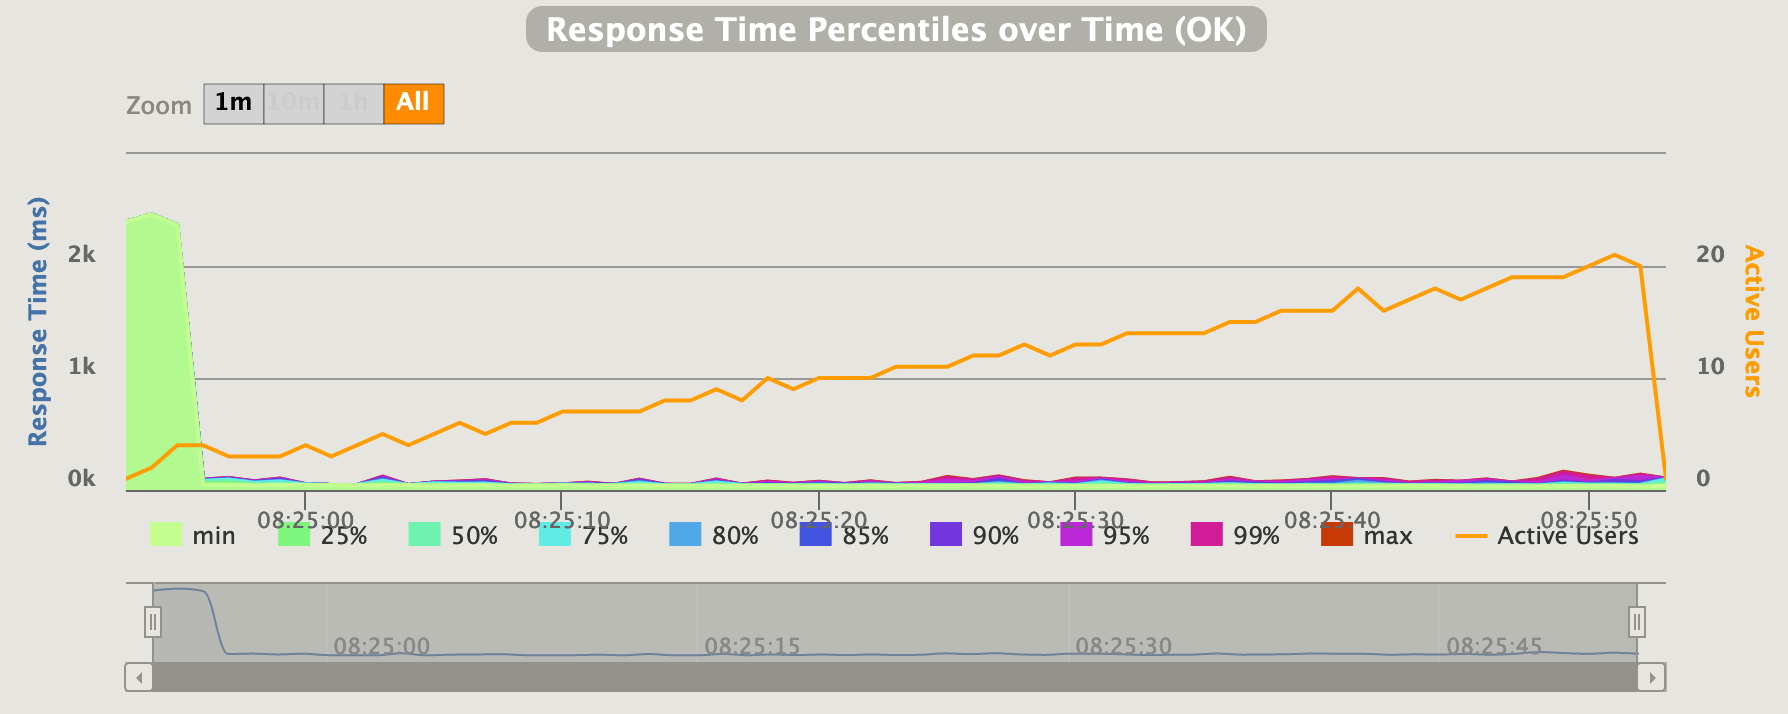 Response Time Percentiles over Time (OK)
Zoom 1m 10m 1h All
Response Time (ms)
2k
1k
0k
20
10
0
Active Users
08:25:00 08:25:10 08:25:20 08:25:30 08:25:40 08:25:50
min 25% 50% 75% 80% 85% 90% 95% 99% max Active Users
08:25:00 08:25:15 08:25:30 08:25:45